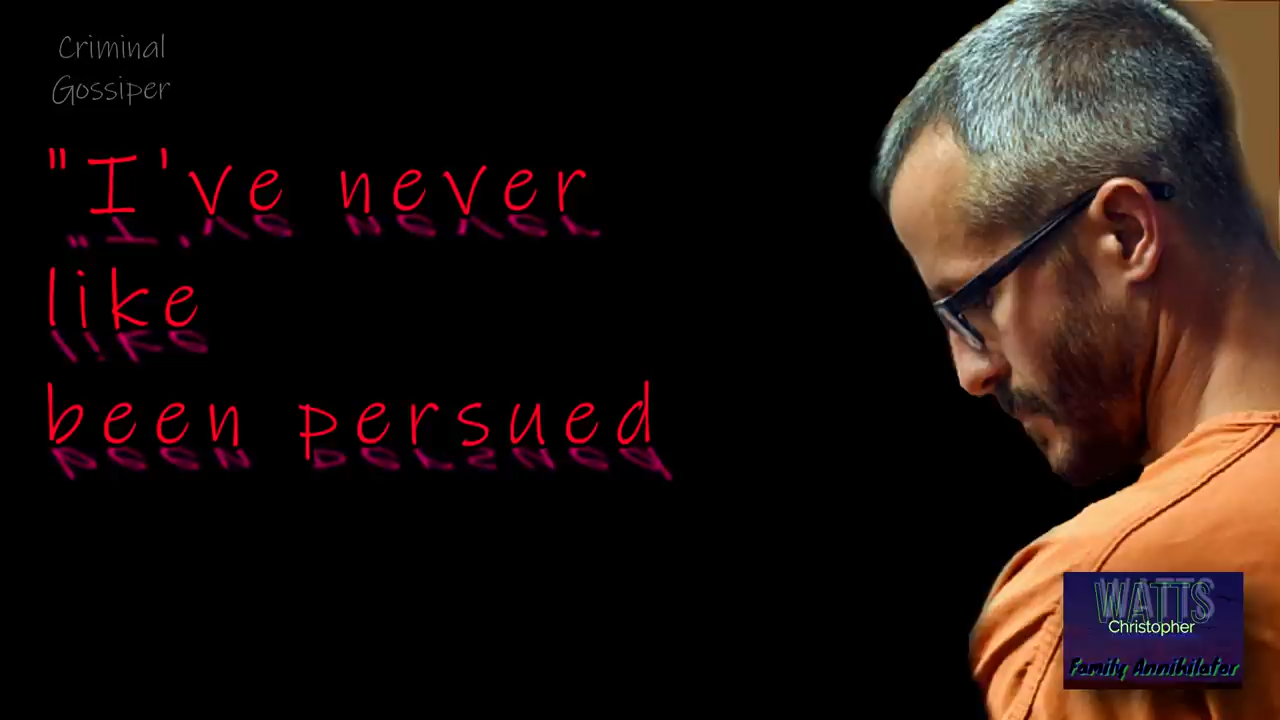 Criminal
Gossiper
"I've never
like
been persued
WATTS
Christopher
Family Annihilator